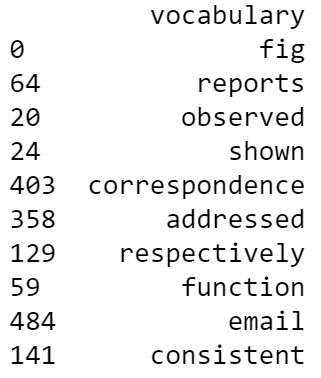 vocabulary
0 fig
64 reports
20 observed
24 shown
403 correspondence
358 addressed
129 respectively
59 function
484 email
141 consistent